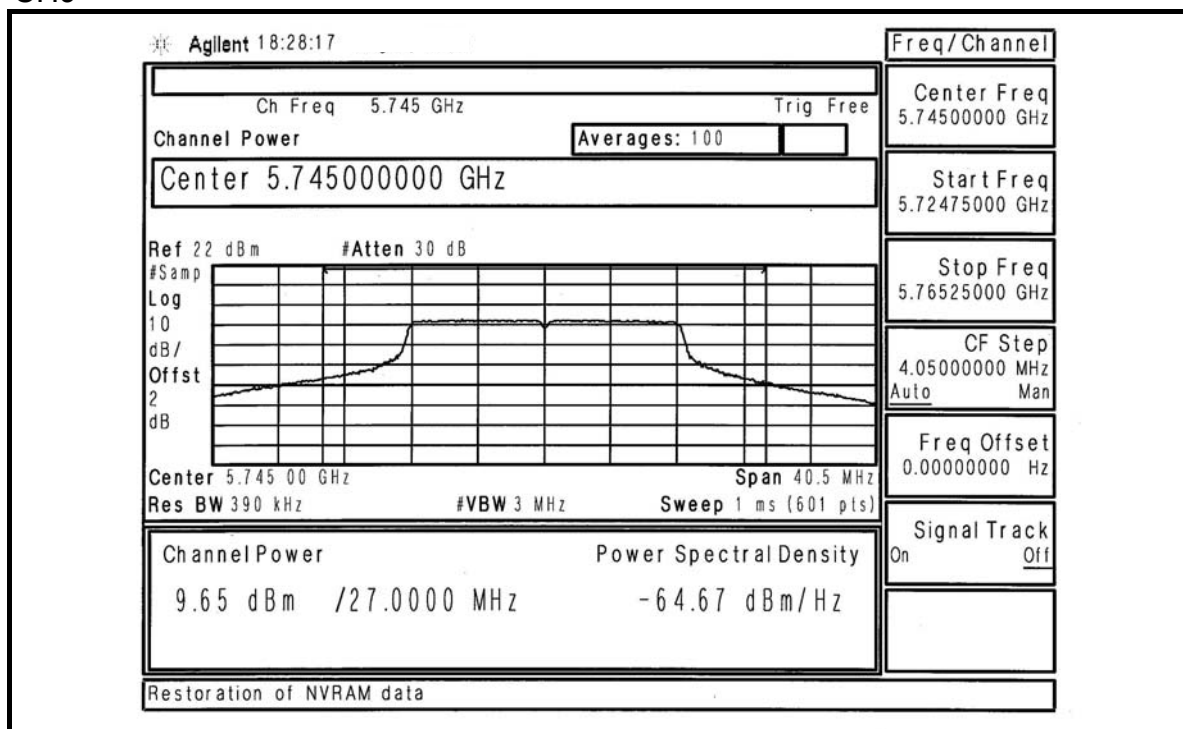 Agilent 18:28:17
Freq/Channel
Ch Freq 5.745 GHz Trig Free
Channel Power Averages: 100
Center 5.745000000 GHz
Ref 22 dBm #Atten 30 dB
#Samp
Log
10
dB/
Offst
2
dB
Center 5.745 00 GHz Span 40.5 MHz
Res BW 390 kHz #VBW 3 MHz Sweep 1 ms (601 pts)
Channel Power Power Spectral Density
9.65 dBm /27.0000 MHz -64.67 dBm/Hz
Restoration of NVRAM data
Center Freq
5.74500000 GHz
Start Freq
5.72475000 GHz
Stop Freq
5.76525000 GHz
CF Step
4.05000000 MHz
Auto Man
Freq Offset
0.00000000 Hz
Signal Track
On Off